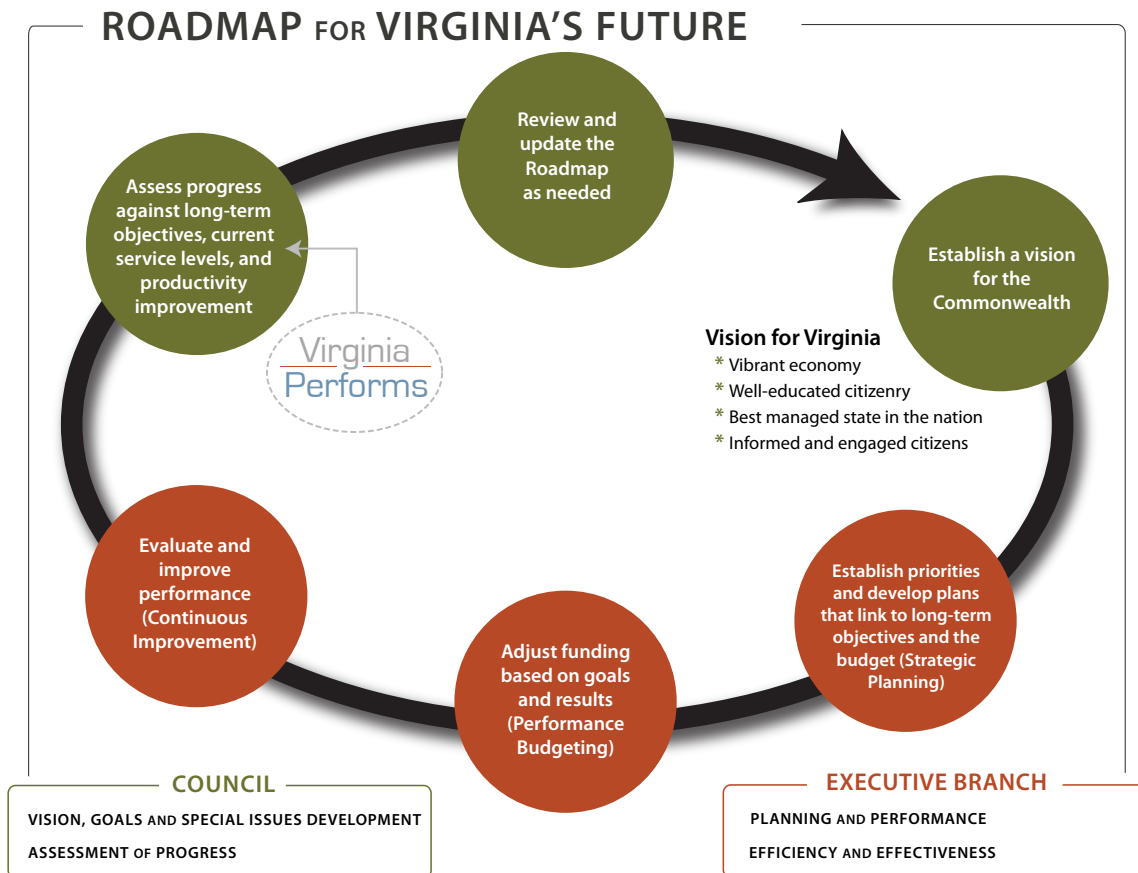 ROADMAP FOR VIRGINIA'S FUTURE
Review and
update the
Roadmap
as needed
Assess progress
against long-term
objectives, current
service levels, and
productivity
improvement
Establish a vision
for the
Commonwealth
Virginia
Performs
Vision for Virginia
* Vibrant economy
* Well-educated citizenry
* Best managed state in the nation
* Informed and engaged citizens
Evaluate and
improve
performance
(Continuous
Improvement)
Adjust funding
based on goals
and results
(Performance
Budgeting)
Establish priorities
and develop plans
that link to long-term
objectives and the
budget (Strategic
Planning)
COUNCIL
VISION, GOALS AND SPECIAL ISSUES DEVELOPMENT
ASSESSMENT OF PROGRESS
EXECUTIVE BRANCH
PLANNING AND PERFORMANCE
EFFICIENCY AND EFFECTIVENESS